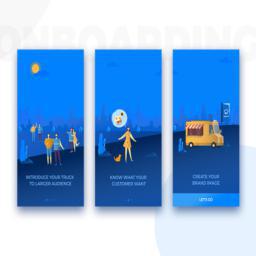 ONBOARDING
INTRODUCE YOUR TRUCK
TO LARGER AUDIENCE
KNOW WHAT YOUR
CUSTOMER WANT
CREATE YOUR
BRAND IMAGE
LET'S GO